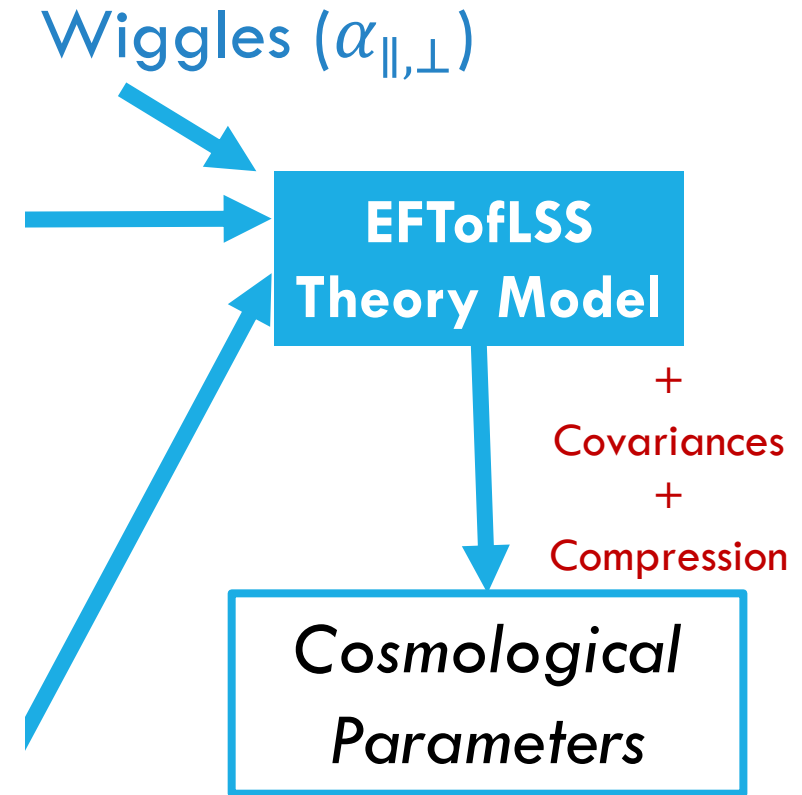 Wiggles (α∥,⊥)
EFTofLSS
Theory Model
+
Covariances
+
Compression
Cosmological
Parameters